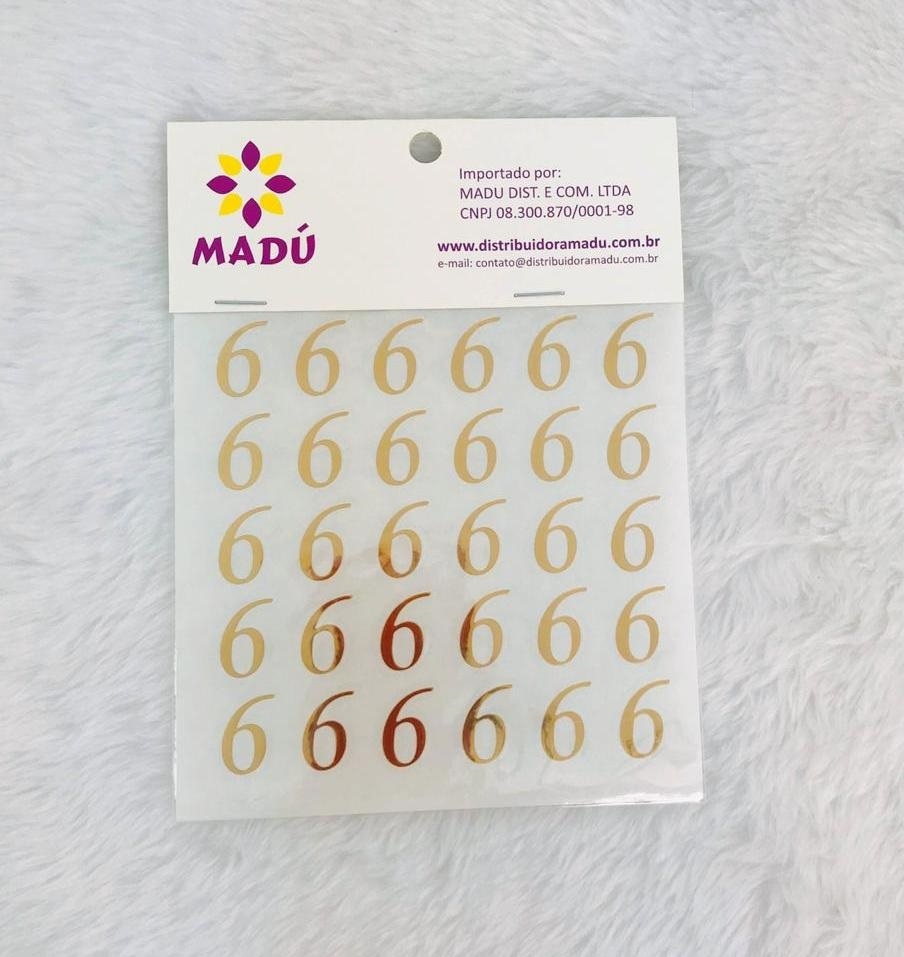 MADÚ
Importado por:
MADU DIST. E COM. LTDA
CNPJ 08.300.870/0001-98
www.distribuidoramadu.com.br
e-mail: contato@distribuidoramadu.com.br
6 6 6 6 6 6
6 6 6 6 6 6
6 6 6 6 6 6
6 6 6 6 6 6
6 6 6 6 6 6